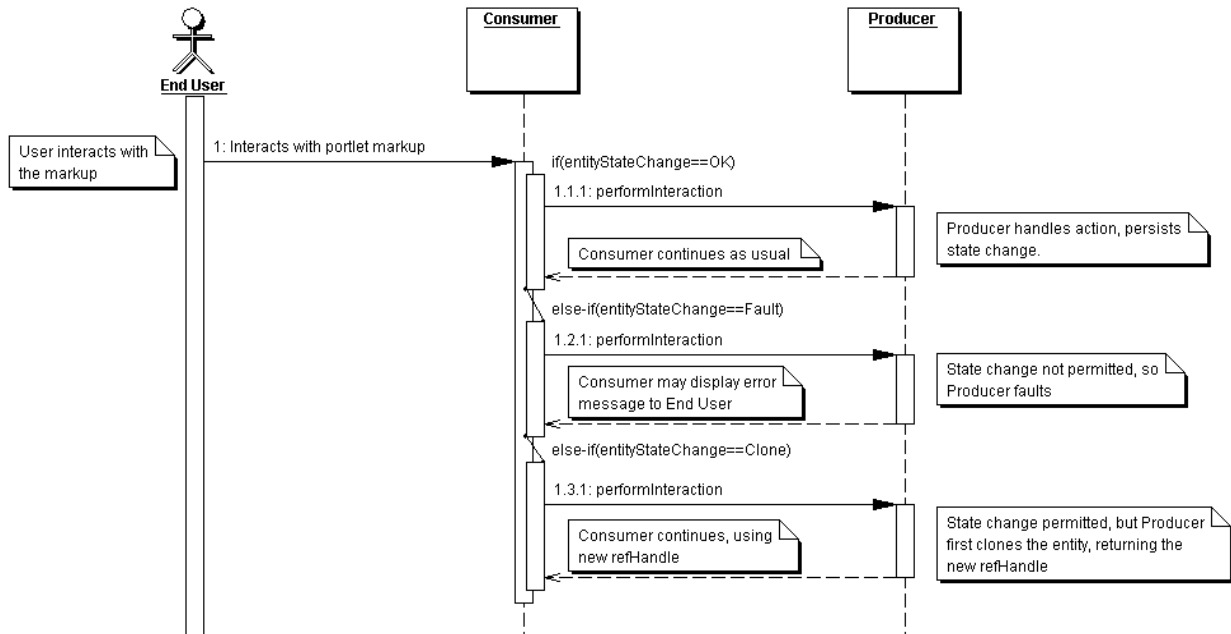 Consumer
Producer
End User
User interacts with
the markup
1: Interacts with portlet markup
if(entityStateChange==OK)
1.1.1: performInteraction
Producer handles action, persists
state change.
Consumer continues as usual
else-if(entityStateChange==Fault)
1.2.1: performInteraction
State change not permitted, so
Producer faults
Consumer may display error
message to End User
else-if(entityStateChange==Clone)
1.3.1: performInteraction
State change permitted, but Producer
first clones the entity, returning the
new refHandle
Consumer continues, using
new refHandle